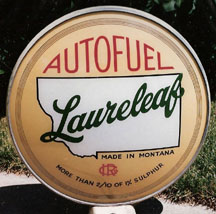 AUTOFUEL
Laureleaf
MADE IN MONTANA
MORE THAN 2/10 OF 1% SULPHUR